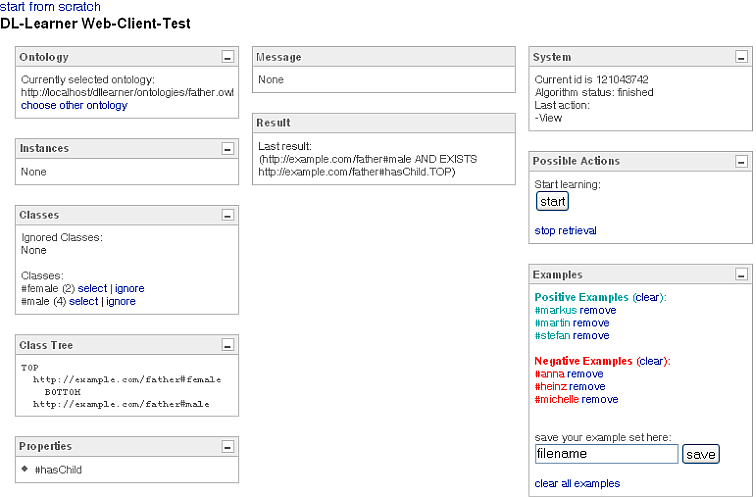 start from scratch
DL-Learner Web-Client-Test
Ontology
Currently selected ontology:
http://localhost/dllearner/ontologies/father.owl
choose other ontology
Instances
None
Classes
Ignored Classes:
None
Classes:
#female (2) select | ignore
#male (4) select | ignore
Class Tree
TOP
http://example.com/father#female
BOTTOM
http://example.com/father#male
Properties
#hasChild
Message
None
Result
Last result:
(http://example.com/father#male AND EXISTS
http://example.com/father#hasChild.TOP)
System
Current id is 121043742
Algorithm status: finished
Last action:
-View
Possible Actions
Start learning:
start
stop retrieval
Examples
Positive Examples (clear):
#markus remove
#martin remove
#stefan remove
Negative Examples (clear):
#anna remove
#heinz remove
#michelle remove
save your example set here:
filename save
clear all examples